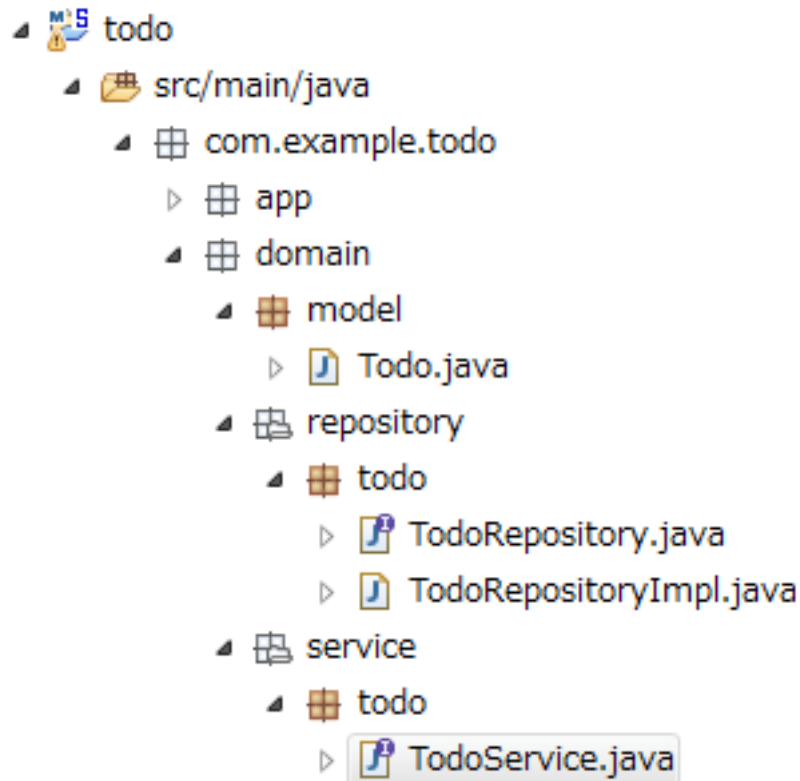 todo
src/main/java
com.example.todo
app
domain
model
Todo.java
repository
todo
TodoRepository.java
TodoRepositoryImpl.java
service
todo
TodoService.java